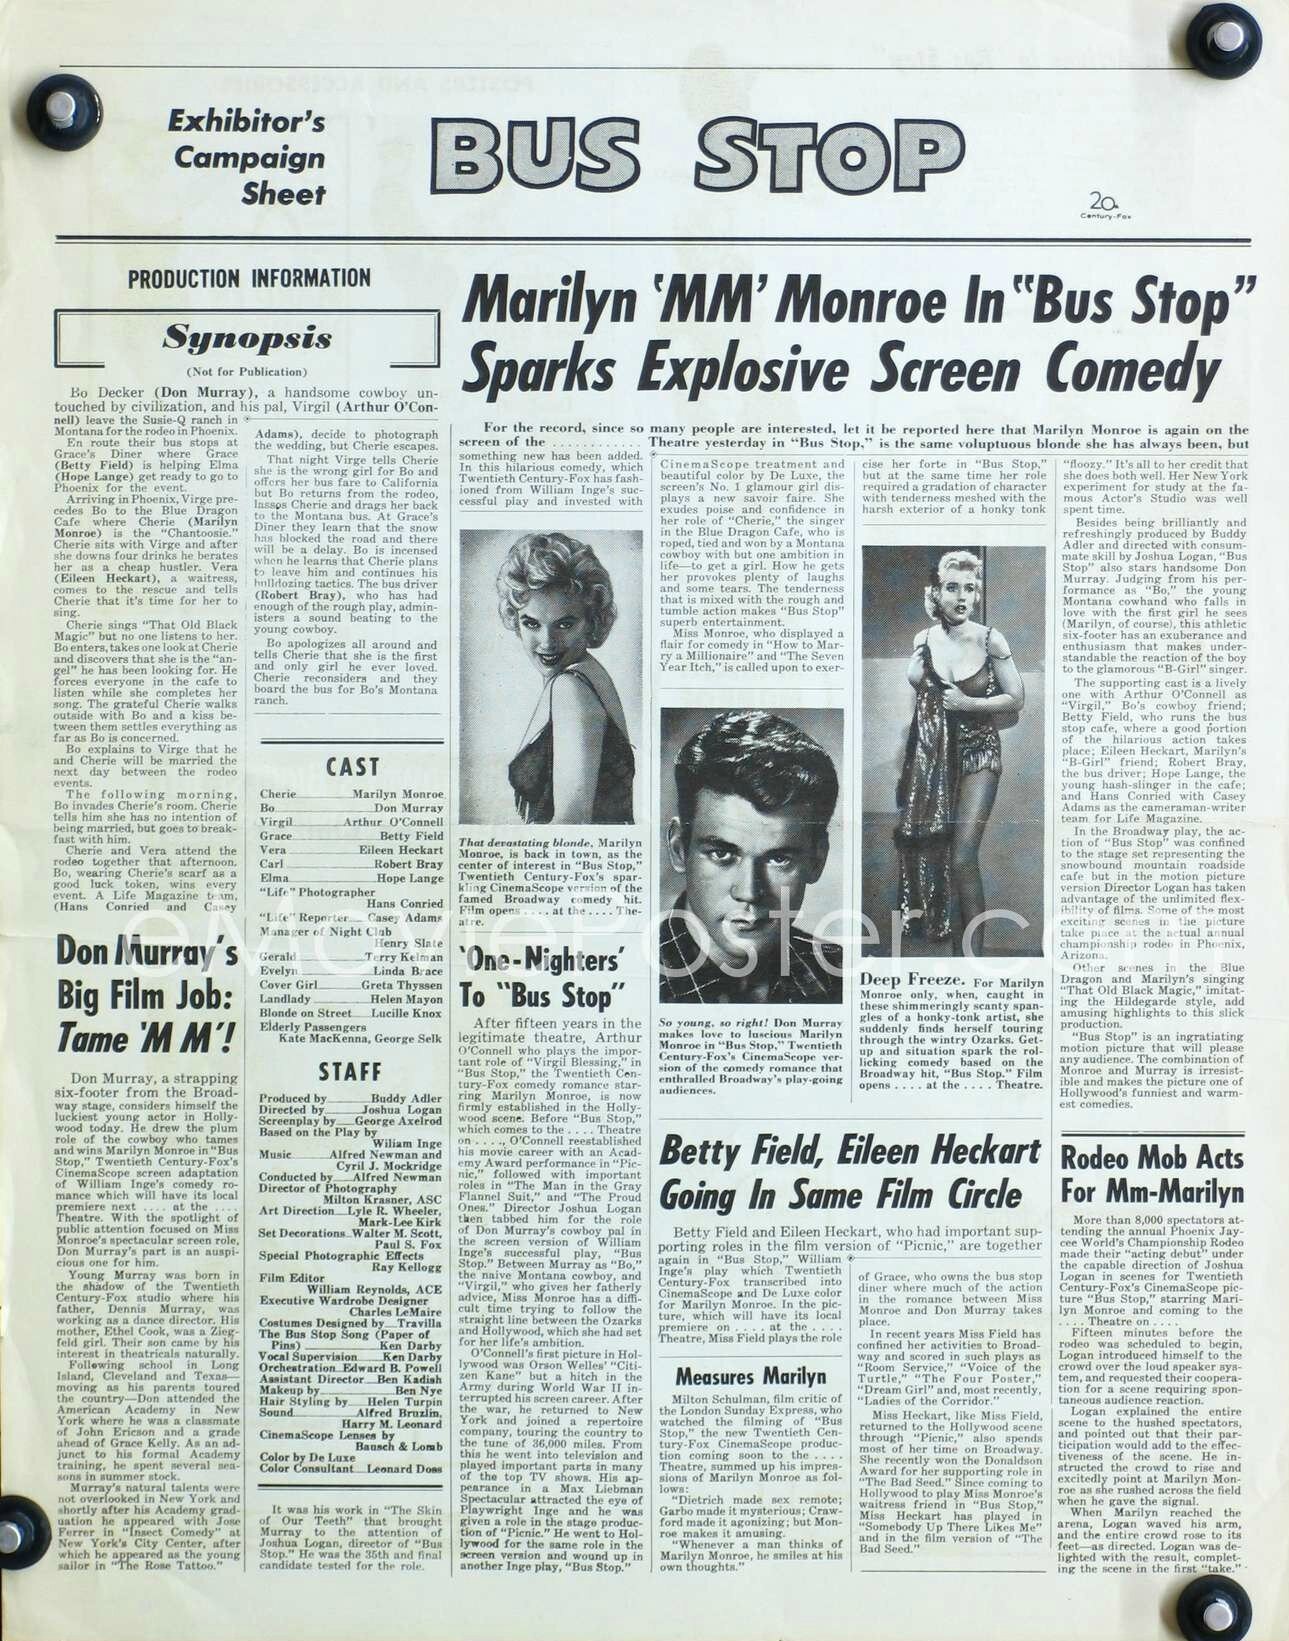 Exhibitor's
Campaign
Sheet
BUS STOP
20th
Century-Fox
PRODUCTION INFORMATION
Synopsis
(Not for Publication)
Bo Decker (Don Murray), a handsome cowboy un-
touched by civilization, and his pal, Virgil (Arthur O'Con-
nell) leave the Susie-Q ranch in
Montana for the rodeo in Phoenix.
En route their bus stops at
Grace's Diner where Grace
(Betty Field) is helping Elma
(Hope Lange) get ready to go to
Phoenix for the event.
Arriving in Phoenix, Virge pre-
cedes Bo to the Blue Dragon
Cafe where Cherie (Marilyn
Monroe) is the "Chantoosie."
Cherie sits with Virge and after
she downs four drinks he berates
her as a cheap hustler. Vera
(Eileen Heckart), a waitress,
comes to the rescue and tells
Cherie that it's time for her to
sing.
Cherie sings "That Old Black
Magic" but no one listens to her.
Bo enters, takes one look at Cherie
and discovers that she is the "an-
gel" he has been looking for. He
forces everyone in the cafe to
listen while she completes her
song. The grateful Cherie walks
outside with Bo and a kiss be-
tween them settles everything as
far as Bo is concerned.
Bo explains to Virge that he
and Cherie will be married the
next day between the rodeo
events.
The following morning,
Bo invades Cherie's room. Cherie
tells him she has no intention of
being married, but goes to break-
fast with him.
Cherie and Vera attend the
rodeo together that afternoon.
Bo, wearing Cherie's scarf as a
good luck token, wins every
event. A Life Magazine team,
(Hans Conried and Casey
Adams), decide to photograph
the wedding, but Cherie escapes.
That night Virge tells Cherie
she is the wrong girl for Bo and
offers her bus fare to California
but Bo returns from the rodeo,
lassos Cherie and drags her back
to the Montana bus. At Grace's
Diner they learn that the snow
has blocked the road and there
will be a delay. Bo is incensed
when he learns that Cherie plans
to leave him and continues his
bulldozing tactics. The bus driver
(Robert Bray), who has had
enough of the rough play, admin-
isters a sound beating to the
young cowboy.
Bo apologizes all around and
tells Cherie that she is the first
and only girl he ever loved.
Cherie reconsiders and they
board the bus for Bo's Montana
ranch.
CAST
Cherie Marilyn Monroe
Bo Don Murray
Virgil Arthur O'Connell
Grace Betty Field
Vera Eileen Heckart
Carl Robert Bray
Elma Hope Lange
"Life" Photographer
Hans Conried
"Life" Reporter Casey Adams
Manager of Night Club
Henry Slate
Gerald Terry Kelman
Evelyn Linda Brace
Cover Girl Greta Thyssen
Landlady Helen Mayon
Blonde on Street Lucille Knox
Elderly Passengers
Kate MacKenna, George Selk
STAFF
Produced by Buddy Adler
Directed by Joshua Logan
Screenplay by George Axelrod
Based on the Play by
Wiliam Inge
Music Alfred Newman and
Cyril J. Mockridge
Conducted by Alfred Newman
Director of Photography
Milton Krasner, ASC
Art Direction Lyle R. Wheeler,
Mark-Lee Kirk
Set Decorations Walter M. Scott,
Paul S. Fox
Special Photographic Effects
Ray Kellogg
Film Editor
William Reynolds, ACE
Executive Wardrobe Designer
Charles LeMaire
Costumes Designed by Travilla
The Bus Stop Song (Paper of
Pins) Ken Darby
Vocal Supervision Ken Darby
Orchestration Edward B. Powell
Assistant Director Ben Kadish
Makeup by Ben Nye
Hair Styling by Helen Turpin
Sound Alfred Bruzlin,
Harry M. Leonard
CinemaScope Lenses by
Bausch & Lomb
Color by De Luxe
Color Consultant Leonard Doss
Don Murray's
Big Film Job:
Tame 'MM'!
Don Murray, a strapping
six-footer from the Broad-
way stage, considers himself the
luckiest young actor in Holly-
wood today. He drew the plum
role of the cowboy who tames
and wins Marilyn Monroe in "Bus
Stop," Twentieth Century-Fox's
CinemaScope screen adaptation
of William Inge's comedy ro-
mance which will have its local
premiere next .... at the ....
Theatre. With the spotlight of
public attention focused on Miss
Monroe's spectacular screen role,
Don Murray's part is an auspi-
cious one for him.
Young Murray was born in
the shadow of the Twentieth
Century-Fox studio where his
father, Dennis Murray, was
working as a dance director. His
mother, Ethel Cook, was a Zieg-
feld girl. Their son came by his
interest in theatricals naturally.
Following school in Long
Island, Cleveland and Texas—
moving as his parents toured
the country—Don attended the
American Academy in New
York where he was a classmate
of John Ericson and a grade
ahead of Grace Kelly. As an ad-
junct to his formal Academy
training, he spent several sea-
sons in summer stock.
Murray's natural talents were
not overlooked in New York and
shortly after his Academy grad-
uation he appeared with Jose
Ferrer in "Insect Comedy" at
New York's City Center, after
which he appeared as the young
sailor in "The Rose Tattoo."
It was his work in "The Skin
of Our Teeth" that brought
Murray to the attention of
Joshua Logan, director of "Bus
Stop." He was the 35th and final
candidate tested for the role.
Marilyn 'MM' Monroe In "Bus Stop"
Sparks Explosive Screen Comedy
For the record, since so many people are interested, let it be reported here that Marilyn Monroe is again on the
screen of the ............ Theatre yesterday in "Bus Stop," is the same voluptuous blonde she has always been, but
something new has been added.
In this hilarious comedy, which
Twentieth Century-Fox has fash-
ioned from William Inge's suc-
cessful play and invested with
CinemaScope treatment and
beautiful color by De Luxe, the
screen's No. 1 glamour girl dis-
plays a new savoir faire. She
exudes poise and confidence in
her role of "Cherie," the singer
in the Blue Dragon Cafe, who is
roped, tied and won by a Montana
cowboy with but one ambition in
life—to get a girl. How he gets
her provokes plenty of laughs
and some tears. The tenderness
that is mixed with the rough and
tumble action makes "Bus Stop"
superb entertainment.
Miss Monroe, who displayed a
flair for comedy in "How to Mar-
ry a Millionaire" and "The Seven
Year Itch," is called upon to exer-
cise her forte in "Bus Stop,"
but at the same time her role
required a gradation of character
with tenderness meshed with the
harsh exterior of a honky tonk
"floozy." It's all to her credit that
she does both well. Her New York
experiment for study at the fa-
mous Actor's Studio was well
spent time.
Besides being brilliantly and
refreshingly produced by Buddy
Adler and directed with consum-
mate skill by Joshua Logan, "Bus
Stop" also stars handsome Don
Murray. Judging from his per-
formance as "Bo," the young
Montana cowhand who falls in
love with the first girl he sees
(Marilyn, of course), this athletic
six-footer has an exuberance and
enthusiasm that makes under-
standable the reaction of the boy
to the glamorous "B-Girl" singer.
The supporting cast is a lively
one with Arthur O'Connell as
"Virgil," Bo's cowboy friend;
Betty Field, who runs the bus
stop cafe, where a good portion
of the hilarious action takes
place; Eileen Heckart, Marilyn's
"B-Girl" friend; Robert Bray,
the bus driver; Hope Lange, the
young hash-slinger in the cafe;
and Hans Conried with Casey
Adams as the cameraman-writer
team for Life Magazine.
In the Broadway play, the ac-
tion of "Bus Stop" was confined
to the stage set representing the
snowbound mountain roadside
cafe but in the motion picture
version Director Logan has taken
advantage of the unlimited flex-
ibility of films. Some of the most
exciting scenes in the picture
take place at the actual annual
championship rodeo in Phoenix,
Arizona.
Other scenes in the Blue
Dragon and Marilyn's singing
"That Old Black Magic," imitat-
ing the Hildegarde style, add
amusing highlights to this slick
production.
"Bus Stop" is an ingratiating
motion picture that will please
any audience. The combination of
Monroe and Murray is irresist-
ible and makes the picture one of
Hollywood's funniest and warm-
est comedies.
That devastating blonde, Marilyn
Monroe, is back in town, as the
center of interest in "Bus Stop,"
Twentieth Century-Fox's spar-
kling CinemaScope version of the
famed Broadway comedy hit.
Film opens .... at the .... The-
atre.
So young, so right! Don Murray
makes love to luscious Marilyn
Monroe in "Bus Stop," Twentieth
Century-Fox's CinemaScope ver-
sion of the comedy romance that
enthralled Broadway's play-going
audiences.
Deep Freeze. For Marilyn
Monroe only, when, caught in
these shimmeringly scanty span-
gles of a honky-tonk artist, she
suddenly finds herself touring
through the wintry Ozarks. Get-
up and situation spark the rol-
licking comedy based on the
Broadway hit, "Bus Stop." Film
opens .... at the .... Theatre.
'One-Nighters'
To "Bus Stop"
After fifteen years in the
legitimate theatre, Arthur
O'Connell who plays the impor-
tant role of "Virgil Blessing," in
"Bus Stop," the Twentieth Cen-
tury-Fox comedy romance star-
ring Marilyn Monroe, is now
firmly established in the Holly-
wood scene. Before "Bus Stop,"
which comes to the .... Theatre
on ...., O'Connell reestablished
his movie career with an Acad-
emy Award performance in "Pic-
nic," followed with important
roles in "The Man in the Gray
Flannel Suit," and "The Proud
Ones." Director Joshua Logan
then tabbed him for the role
of Don Murray's cowboy pal in
the screen version of William
Inge's successful play, "Bus
Stop." Between Murray as "Bo,"
the naive Montana cowboy, and
"Virgil," who gives her fatherly
advice, Miss Monroe has a diffi-
cult time trying to follow the
straight line between the Ozarks
and Hollywood, which she had set
for her life's ambition.
O'Connell's first picture in Hol-
lywood was Orson Welles' "Citi-
zen Kane" but a hitch in the
Army during World War II in-
terrupted his screen career. After
the war, he returned to New
York and joined a repertoire
company, touring the country to
the tune of 36,000 miles. From
this he went into television and
played important parts in many
of the top TV shows. His ap-
pearance in a Max Liebman
Spectacular attracted the eye of
Playwright Inge and he was
given a role in the stage produc-
tion of "Picnic." He went to Hol-
lywood for the same role in the
screen version and wound up in
another Inge play, "Bus Stop."
Betty Field, Eileen Heckart
Going In Same Film Circle
Betty Field and Eileen Heckart, who had important sup-
porting roles in the film version of "Picnic," are together
again in "Bus Stop," William
Inge's play which Twentieth
Century-Fox transcribed into
CinemaScope and De Luxe color
for Marilyn Monroe. In the pic-
ture, which will have its local
premiere on .... at the ....
Theatre, Miss Field plays the role
of Grace, who owns the bus stop
diner where much of the action
in the romance between Miss
Monroe and Don Murray takes
place.
In recent years Miss Field has
confined her activities to Broad-
way and scored in such plays as
"Room Service," "Voice of the
Turtle," "The Four Poster,"
"Dream Girl" and, most recently,
"Ladies of the Corridor."
Miss Heckart, like Miss Field,
returned to the Hollywood scene
through "Picnic," also spends
most of her time on Broadway.
She recently won the Donaldson
Award for her supporting role in
"The Bad Seed." Since coming to
Hollywood to play Miss Monroe's
waitress friend in "Bus Stop,"
Miss Heckart has played in
"Somebody Up There Likes Me"
and in the film version of "The
Bad Seed."
Measures Marilyn
Milton Schulman, film critic of
the London Sunday Express, who
watched the filming of "Bus
Stop," the new Twentieth Cen-
tury-Fox CinemaScope produc-
tion coming soon to the ....
Theatre, summed up his impres-
sions of Marilyn Monroe as fol-
lows:
"Dietrich made sex remote;
Garbo made it mysterious; Craw-
ford made it agonizing; but Mon-
roe makes it amusing.
"Whenever a man thinks of
Marilyn Monroe, he smiles at his
own thoughts."
Rodeo Mob Acts
For Mm-Marilyn
More than 8,000 spectators at-
tending the annual Phoenix Jay-
cee World's Championship Rodeo
made their "acting debut" under
the capable direction of Joshua
Logan in scenes for Twentieth
Century-Fox's CinemaScope pic-
ture "Bus Stop," starring Mari-
lyn Monroe and coming to the
.... Theatre on ....
Fifteen minutes before the
rodeo was scheduled to begin,
Logan introduced himself to the
crowd over the loud speaker sys-
tem, and requested their coopera-
tion for a scene requiring spon-
taneous audience reaction.
Logan explained the entire
scene to the hushed spectators,
and pointed out that their par-
ticipation would add to the effec-
tiveness of the scene. He in-
structed the crowd to rise and
excitedly point at Marilyn Mon-
roe as she rushed across the field
when he gave the signal.
When Marilyn reached the
arena, Logan waved his arm,
and the entire crowd rose to its
feet—as directed. Logan was de-
lighted with the result, complet-
ing the scene in the first "take."
eMoviePoster.com